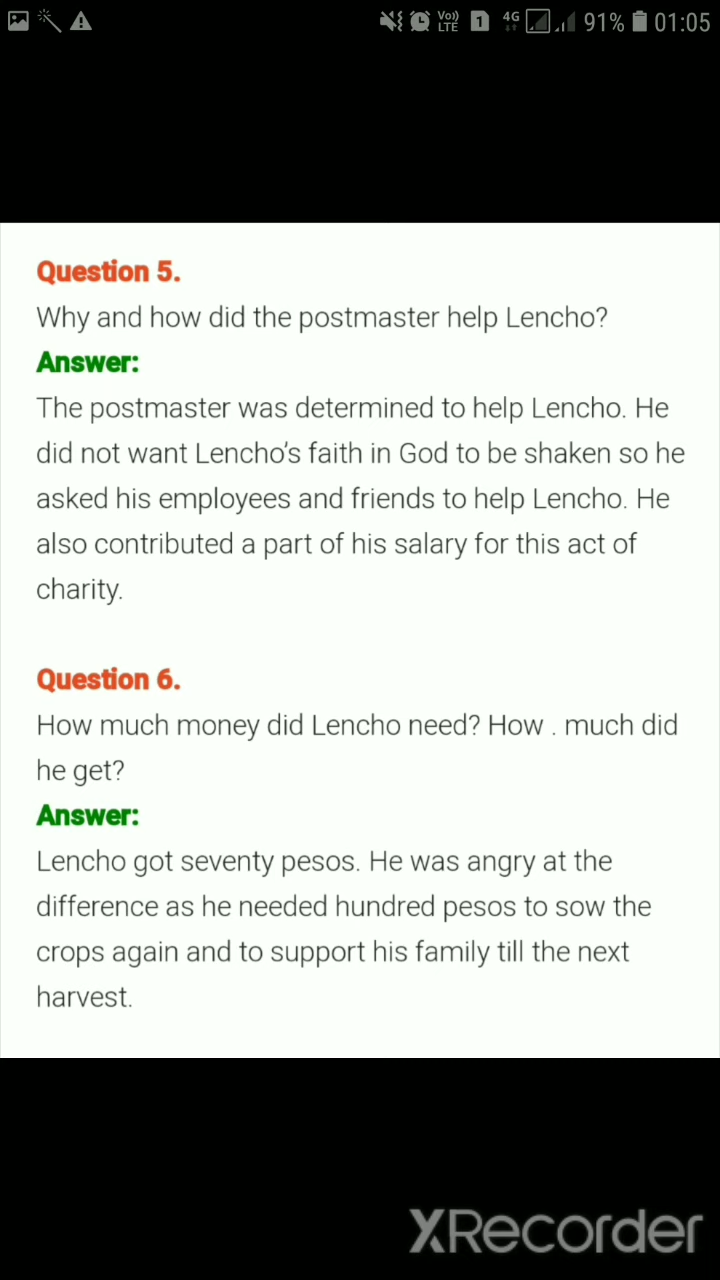 Vo)) LTE 1 4G 91% 01:05
Question 5.
Why and how did the postmaster help Lencho?
Answer:
The postmaster was determined to help Lencho. He
did not want Lencho’s faith in God to be shaken so he
asked his employees and friends to help Lencho. He
also contributed a part of his salary for this act of
charity.
Question 6.
How much money did Lencho need? How . much did
he get?
Answer:
Lencho got seventy pesos. He was angry at the
difference as he needed hundred pesos to sow the
crops again and to support his family till the next
harvest.
XRecorder